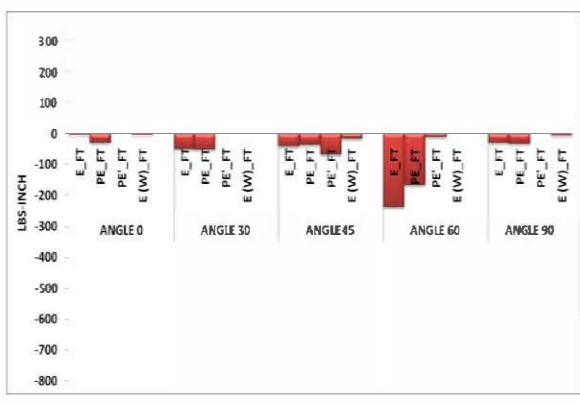 300
200
100
0
-100
-200
-300
-400
-500
-600
-700
-800
LBS-INCH
E_FT
PE_FT
PE'_FT
E (W)_FT
E_FT
PE_FT
PE'_FT
E (W)_FT
E_FT
PE_FT
PE'_FT
E (W)_FT
E_FT
PE_FT
PE'_FT
E (W)_FT
E_FT
PE_FT
PE'_FT
E (W)_FT
ANGLE 0
ANGLE 30
ANGLE 45
ANGLE 60
ANGLE 90